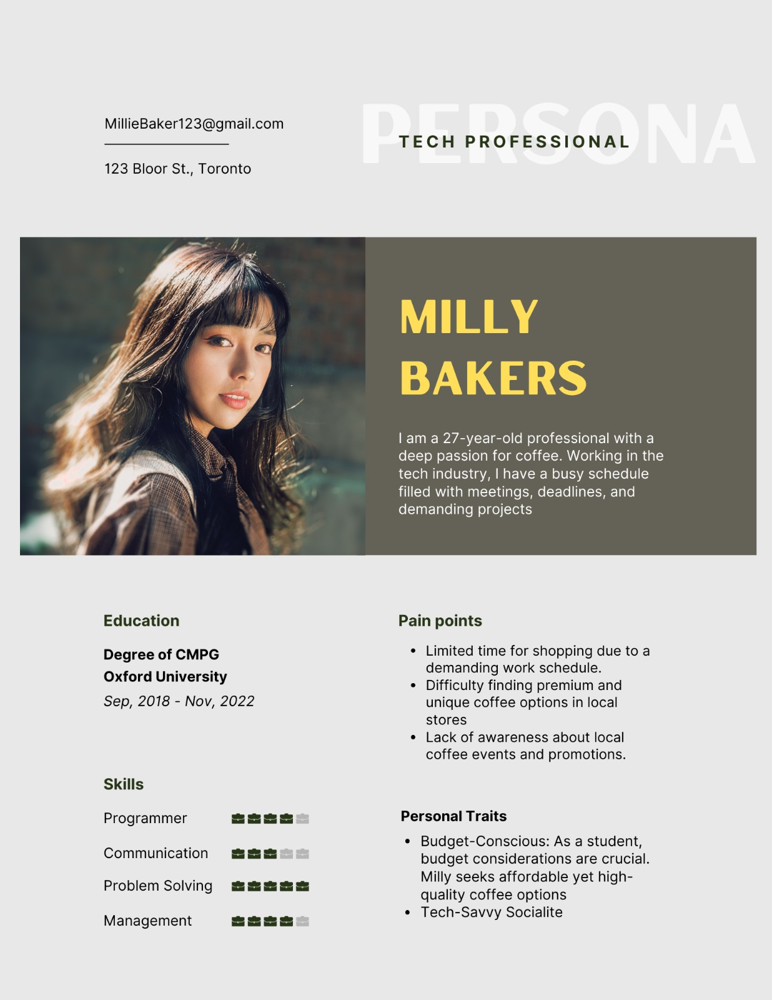 MillieBaker123@gmail.com
123 Bloor St., Toronto
PERSONA
TECH PROFESSIONAL
MILLY
BAKERS
I am a 27-year-old professional with a
deep passion for coffee. Working in the
tech industry, I have a busy schedule
filled with meetings, deadlines, and
demanding projects
Education
Degree of CMPG
Oxford University
Sep, 2018 - Nov, 2022
Skills
Programmer
Communication
Problem Solving
Management
Pain points
• Limited time for shopping due to a
demanding work schedule.
• Difficulty finding premium and
unique coffee options in local
stores
• Lack of awareness about local
coffee events and promotions.
Personal Traits
• Budget-Conscious: As a student,
budget considerations are crucial.
Milly seeks affordable yet high-
quality coffee options
• Tech-Savvy Socialite